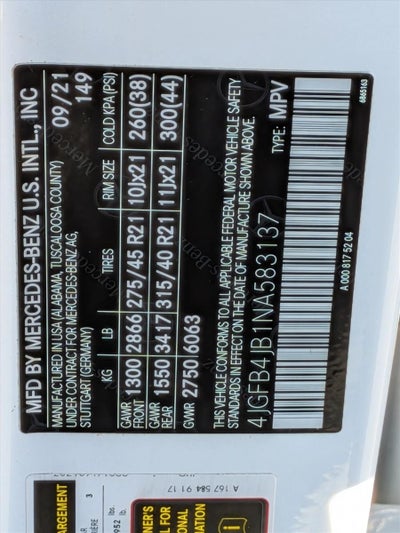 MFD BY MERCEDES-BENZ U.S. INTL., INC
MANUFACTURED IN USA (ALABAMA, TUSCALOOSA COUNTY) 09/21
UNDER CONTRACT FOR MERCEDES-BENZ AG, 149
STUTTGART (GERMANY)
KG LB TIRES RIM SIZE COLD KPA(PSI)
GAWR FRONT 1300 2866 275/45 R21 10Jx21 260(38)
GAWR REAR 1550 3417 315/40 R21 11Jx21 300(44)
GVWR 2750 6063
THIS VEHICLE CONFORMS TO ALL APPLICABLE FEDERAL MOTOR VEHICLE SAFETY
STANDARDS IN EFFECT ON THE DATE OF MANUFACTURE SHOWN ABOVE.
4JGFB4JB1NA583137 TYPE: MPV
A 000 817 52 04
6865163
A 167 584 91 17
3
lbs
lb.